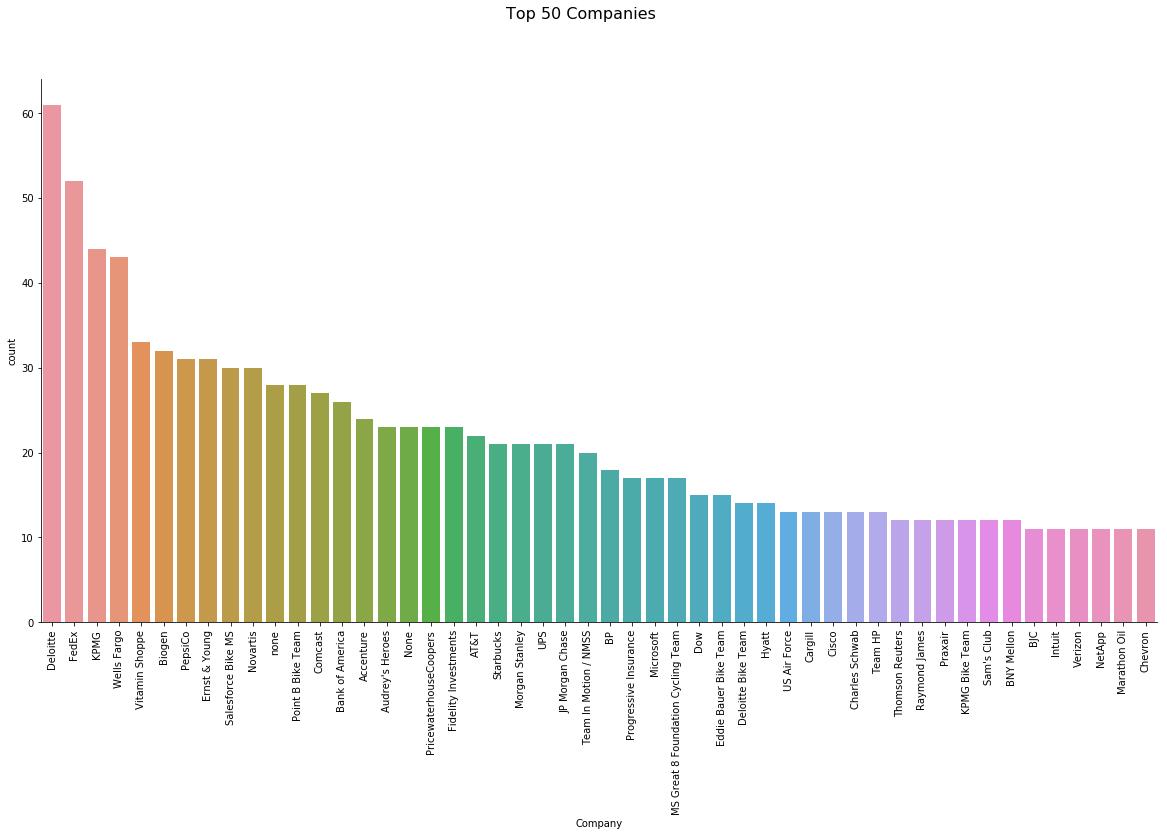 Top 50 Companies
count
60
50
40
30
20
10
0
Deloitte
FedEx
KPMG
Wells Fargo
Vitamin Shoppe
Biogen
PepsiCo
Ernst & Young
Salesforce Bike MS
Novartis
none
Point B Bike Team
Comcast
Bank of America
Accenture
Audrey's Heroes
None
PricewaterhouseCoopers
Fidelity Investments
AT&T
Starbucks
Morgan Stanley
UPS
JP Morgan Chase
Team In Motion / NMSS
BP
Progressive Insurance
Microsoft
MS Great 8 Foundation Cycling Team
Dow
Eddie Bauer Bike Team
Deloitte Bike Team
Hyatt
US Air Force
Cargill
Cisco
Charles Schwab
Team HP
Thomson Reuters
Raymond James
Praxair
KPMG Bike Team
Sam's Club
BNY Mellon
BJC
Intuit
Verizon
NetApp
Marathon Oil
Chevron
Company